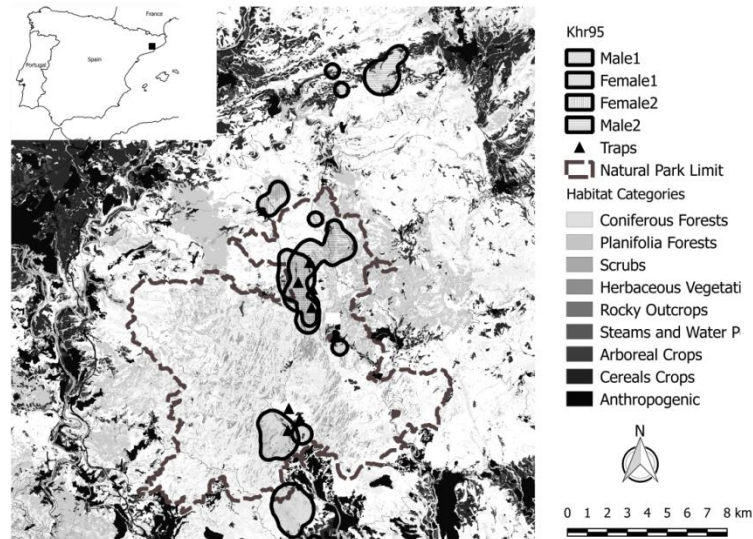 France
Portugal
Spain
Khr95
Male1
Female1
Female2
Male2
Traps
Natural Park Limit
Habitat Categories
Coniferous Forests
Planifolia Forests
Scrubs
Herbaceous Vegetati
Rocky Outcrops
Steams and Water P
Arboreal Crops
Cereals Crops
Anthropogenic
N
0 1 2 3 4 5 6 7 8 km